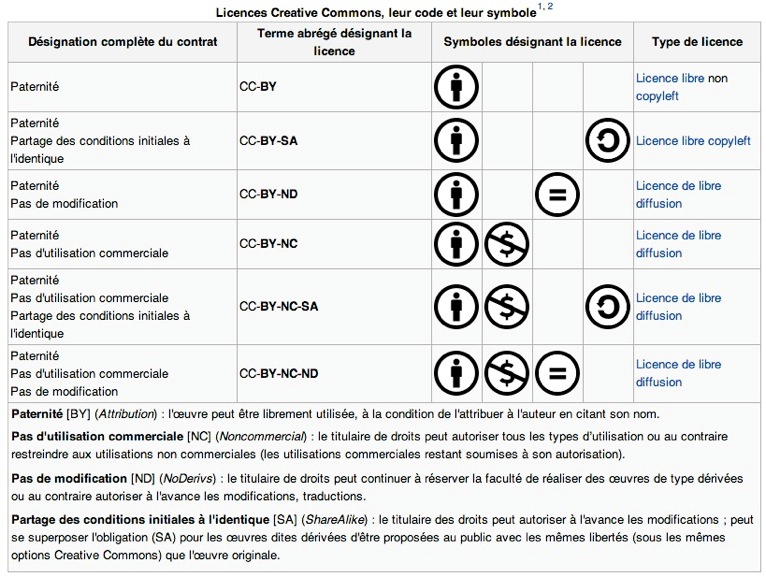 Licences Creative Commons, leur code et leur symbole1, 2
Désignation complète du contrat
Terme abrégé désignant la
licence
Symboles désignant la licence
Type de licence
Paternité
CC-BY
Licence libre non
copyleft
Paternité
Partage des conditions initiales à
l'identique
CC-BY-SA
Licence libre copyleft
Paternité
Pas de modification
CC-BY-ND
=
Licence de libre
diffusion
Paternité
Pas d'utilisation commerciale
CC-BY-NC
$
Licence de libre
diffusion
Paternité
Pas d'utilisation commerciale
Partage des conditions initiales à
l'identique
CC-BY-NC-SA
$
Licence de libre
diffusion
Paternité
Pas d'utilisation commerciale
Pas de modification
CC-BY-NC-ND
$ =
Licence de libre
diffusion
Paternité [BY] (Attribution) : l'œuvre peut être librement utilisée, à la condition de l'attribuer à l'auteur en citant son nom.
Pas d'utilisation commerciale [NC] (Noncommercial) : le titulaire de droits peut autoriser tous les types d'utilisation ou au contraire
restreindre aux utilisations non commerciales (les utilisations commerciales restant soumises à son autorisation).
Pas de modification [ND] (NoDerivs) : le titulaire de droits peut continuer à réserver la faculté de réaliser des œuvres de type dérivées
ou au contraire autoriser à l'avance les modifications, traductions.
Partage des conditions initiales à l'identique [SA] (ShareAlike) : le titulaire des droits peut autoriser à l'avance les modifications ; peut
se superposer l'obligation (SA) pour les œuvres dites dérivées d'être proposées au public avec les mêmes libertés (sous les mêmes
options Creative Commons) que l'œuvre originale.